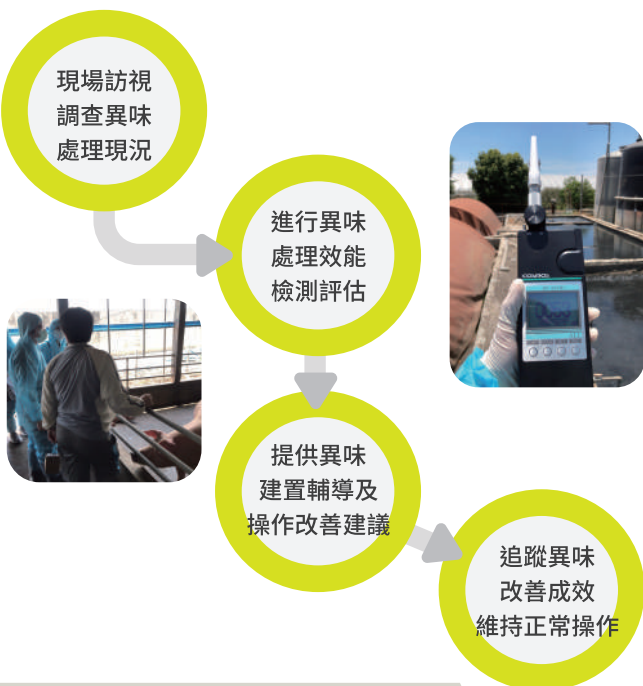 現場訪視
調查異味
處理現況
進行異味
處理效能
檢測評估
提供異味
建置輔導及
操作改善建議
追蹤異味
改善成效
維持正常操作